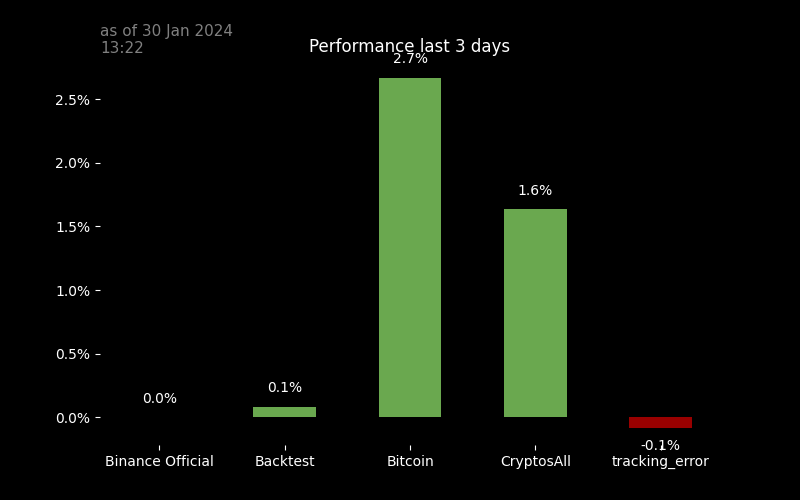 as of 30 Jan 2024
13:22
Performance last 3 days
2.7%
2.5%
2.0%
1.6%
1.5%
1.0%
0.5%
0.1%
0.0%
0.0%
-0.1%
Binance Official
Backtest
Bitcoin
CryptosAll
tracking_error